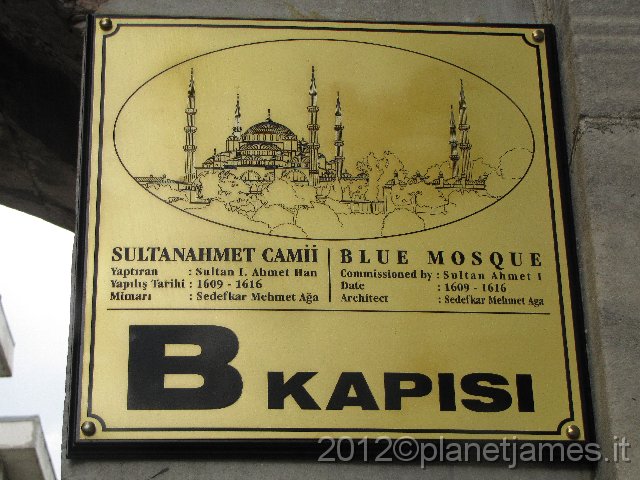 SULTANAHMET CAMİİ
Yaptıran : Sultan I. Ahmet Han
Yapılış Tarihi : 1609 - 1616
Mimarı : Sedefkar Mehmet Ağa
BLUE MOSQUE
Commissioned by : Sultan Ahmet I
Date : 1609 - 1616
Architect : Sedefkar Mehmet Aga
B KAPISI
2012©planetjames.it